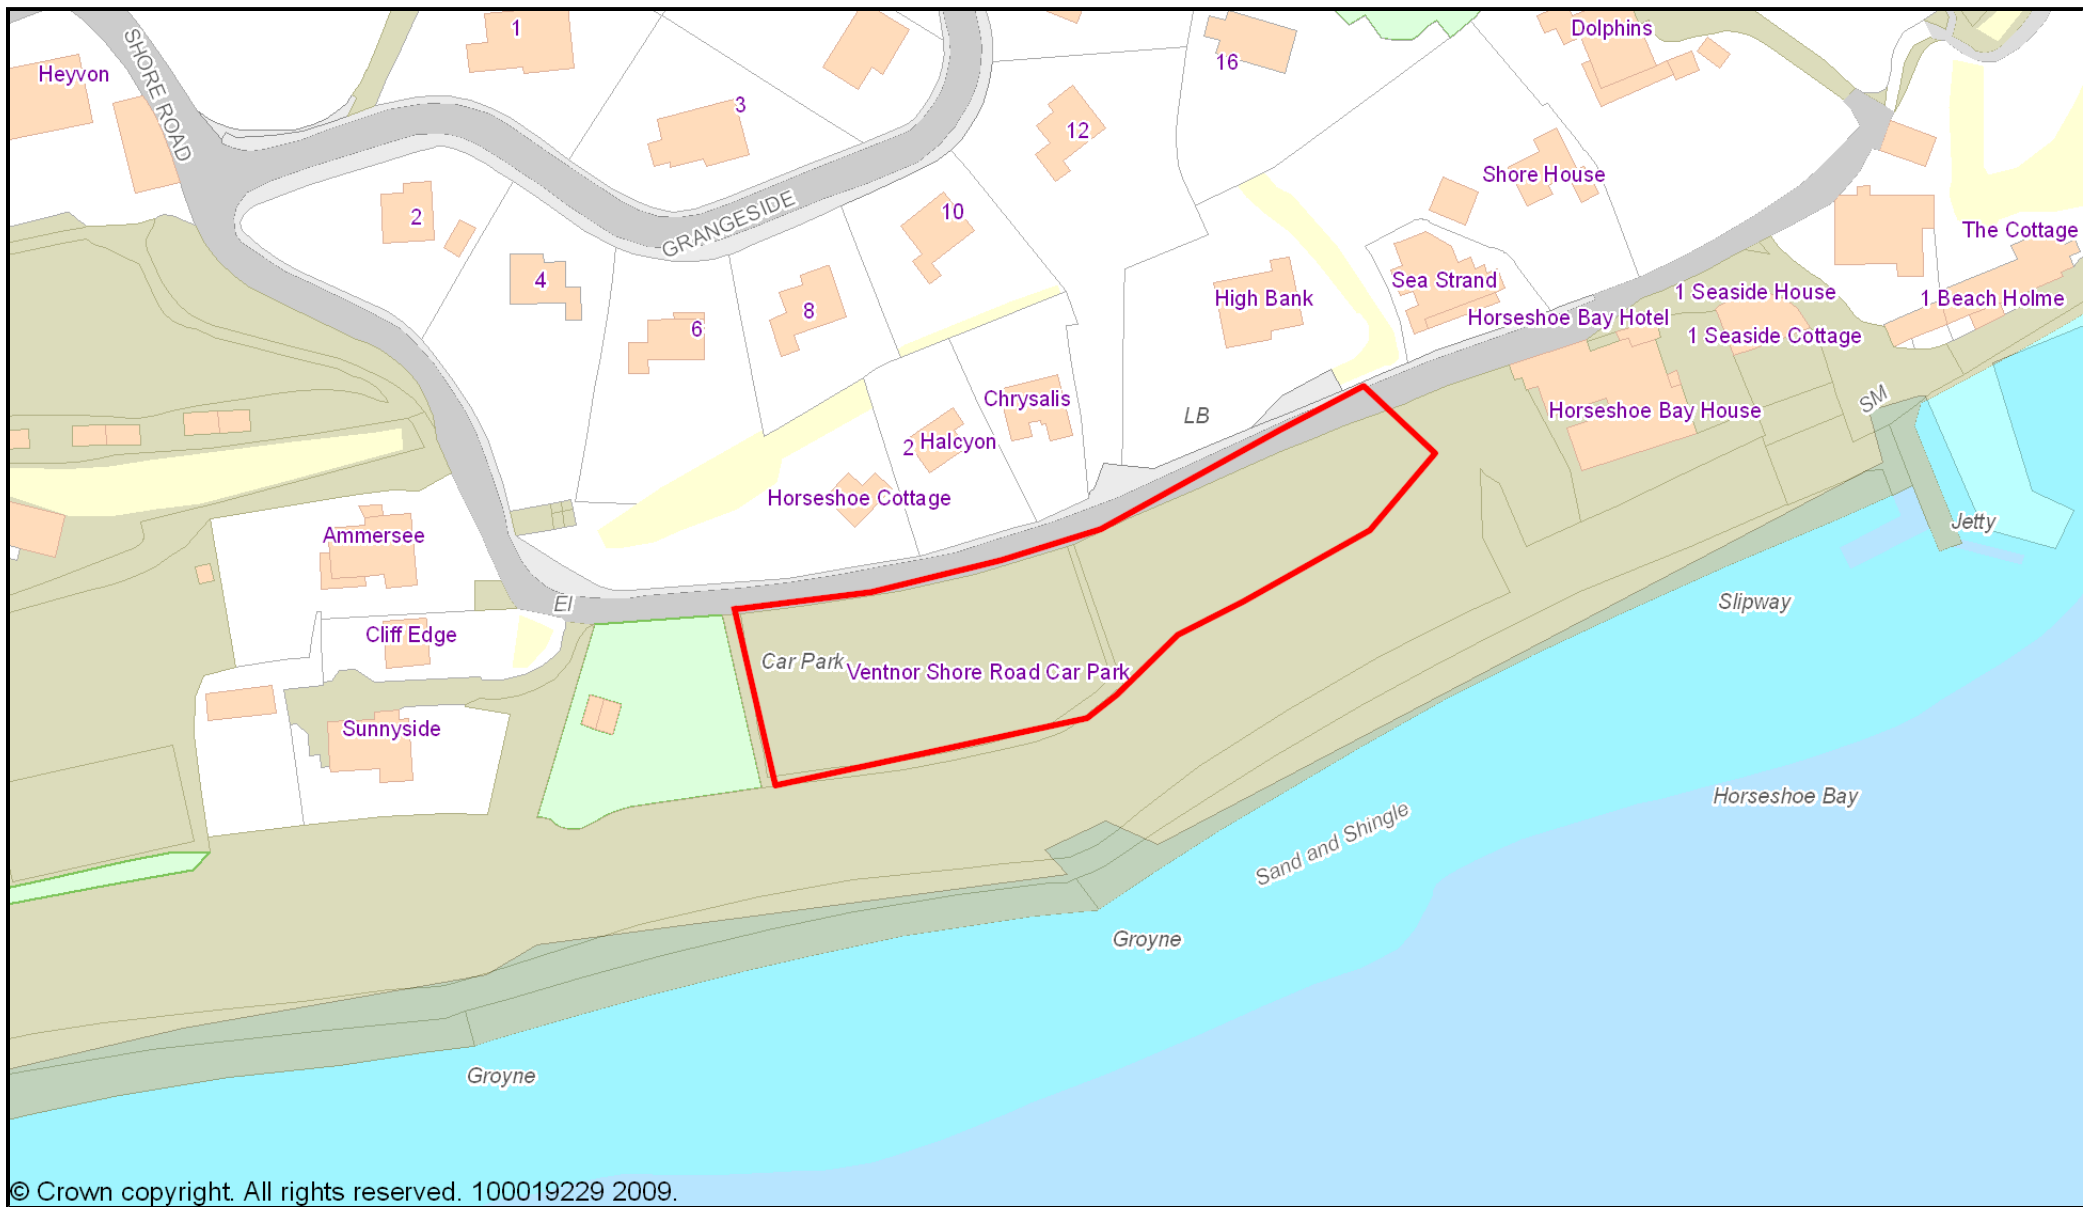 SHORE ROAD
Heyvon
1
3
16
Dolphins
12
Shore House
2
GRANGESIDE
10
The Cottage
4
8
6
High Bank
Sea Strand
1 Seaside House
1 Beach Holme
Horseshoe Bay Hotel
1 Seaside Cottage
Chrysalis
LB
Horseshoe Bay House
SM
2 Halcyon
Horseshoe Cottage
Ammersee
Jetty
EI
Slipway
Cliff Edge
Car Park
Ventnor Shore Road Car Park
Sunnyside
Horseshoe Bay
Sand and Shingle
Groyne
Groyne
© Crown copyright. All rights reserved. 100019229 2009.